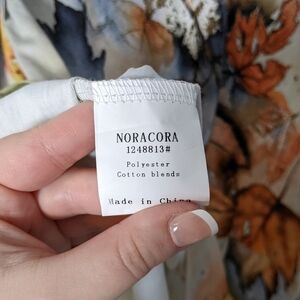 NORACORA
1248813#
Polyester
Cotton blends
Made in China